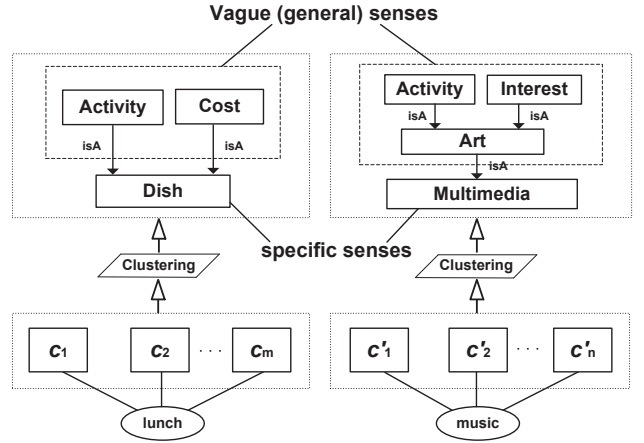 Vague (general) senses
Activity Cost
isA isA
Dish
Activity Interest
isA isA
Art
isA
Multimedia
specific senses
Clustering Clustering
c1 c2 ... cm
c'1 c'2 ... c'n
lunch music